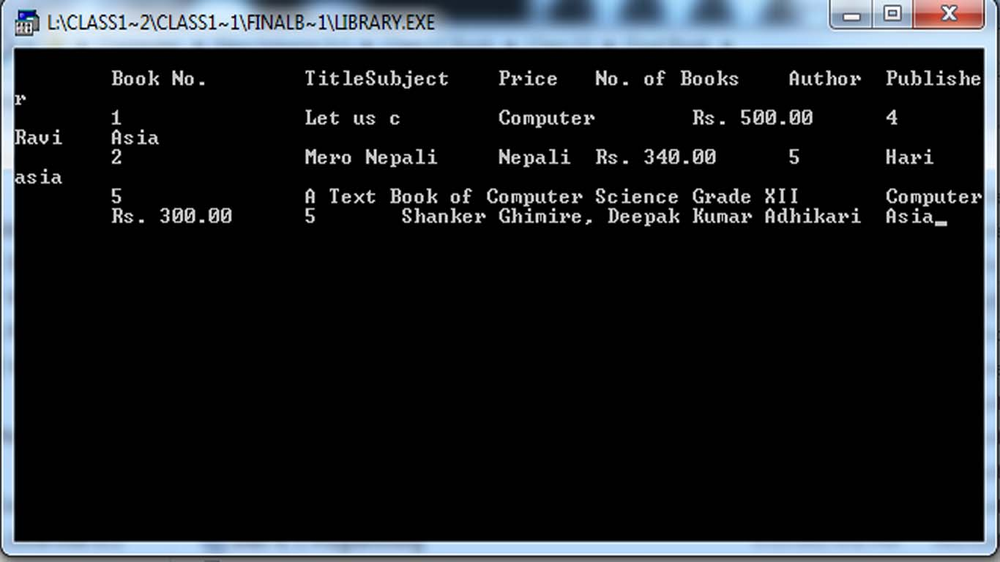 L:\CLASS1~2\CLASS1~1\FINALB~1\LIBRARY.EXE
Book No. TitleSubject Price No. of Books Author Publishe
r
1 Let us c Computer Rs. 500.00 4
Ravi Asia
2 Mero Nepali Nepali Rs. 340.00 5 Hari
asia
5 A Text Book of Computer Science Grade XII Computer
Rs. 300.00 5 Shanker Ghimire, Deepak Kumar Adhikari Asia_